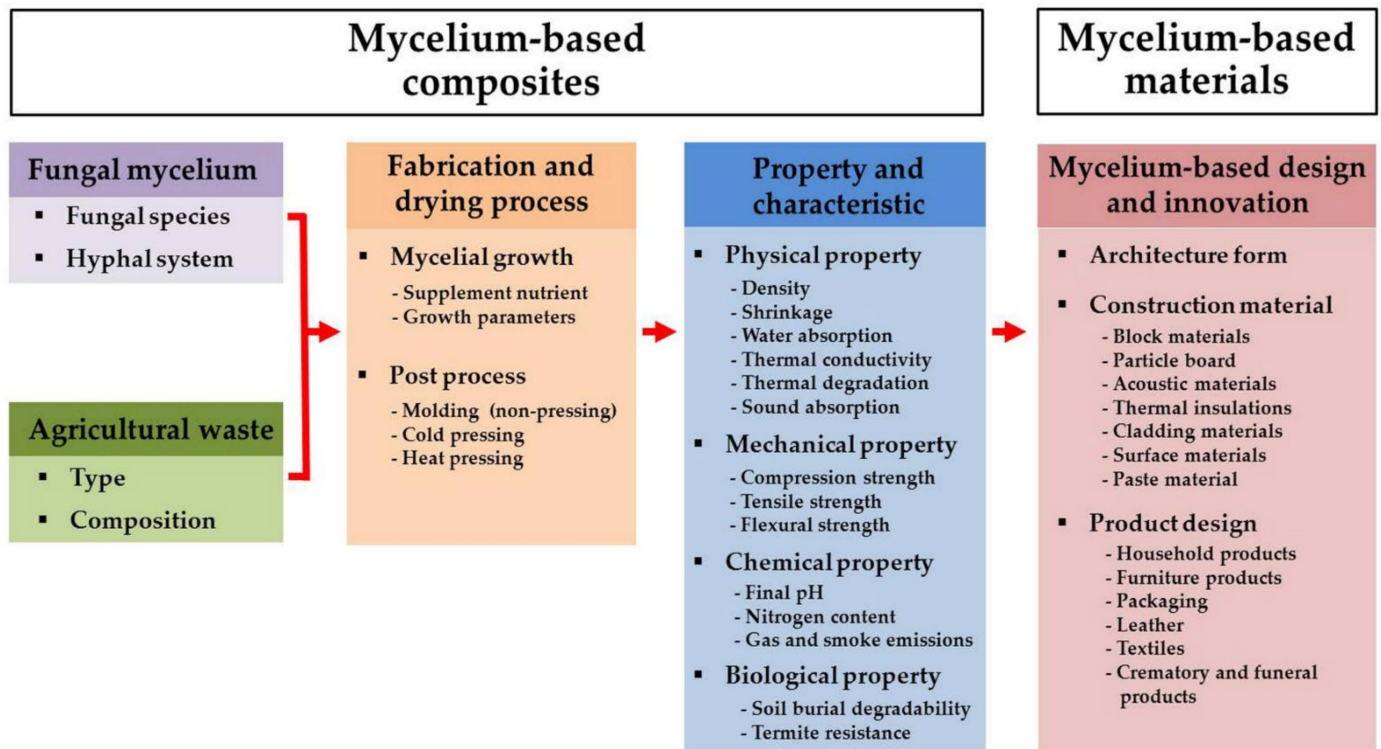 Mycelium-based
composites
Mycelium-based
materials
Fungal mycelium
▪ Fungal species
▪ Hyphal system
Agricultural waste
▪ Type
▪ Composition
Fabrication and
drying process
▪ Mycelial growth
- Supplement nutrient
- Growth parameters
▪ Post process
- Molding (non-pressing)
- Cold pressing
- Heat pressing
Property and
characteristic
▪ Physical property
- Density
- Shrinkage
- Water absorption
- Thermal conductivity
- Thermal degradation
- Sound absorption
▪ Mechanical property
- Compression strength
- Tensile strength
- Flexural strength
▪ Chemical property
- Final pH
- Nitrogen content
- Gas and smoke emissions
▪ Biological property
- Soil burial degradability
- Termite resistance
Mycelium-based design
and innovation
▪ Architecture form
▪ Construction material
- Block materials
- Particle board
- Acoustic materials
- Thermal insulations
- Cladding materials
- Surface materials
- Paste material
▪ Product design
- Household products
- Furniture products
- Packaging
- Leather
- Textiles
- Crematory and funeral
products